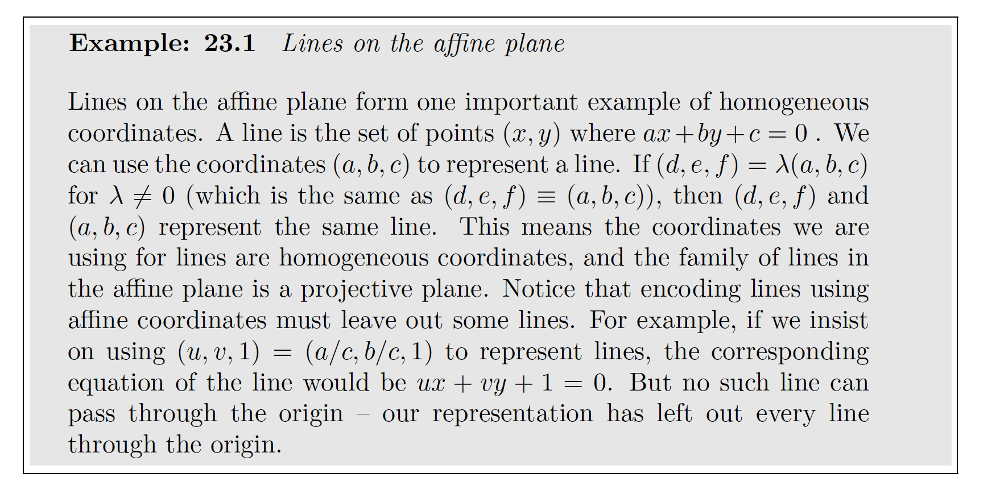 Example: 23.1 Lines on the affine plane
Lines on the affine plane form one important example of homogeneous
coordinates. A line is the set of points (x, y) where ax + by + c = 0 . We
can use the coordinates (a, b, c) to represent a line. If (d, e, f) = λ(a, b, c)
for λ ≠ 0 (which is the same as (d, e, f) ≡ (a, b, c)), then (d, e, f) and
(a, b, c) represent the same line. This means the coordinates we are
using for lines are homogeneous coordinates, and the family of lines in
the affine plane is a projective plane. Notice that encoding lines using
affine coordinates must leave out some lines. For example, if we insist
on using (u, v, 1) = (a/c, b/c, 1) to represent lines, the corresponding
equation of the line would be ux + vy + 1 = 0. But no such line can
pass through the origin – our representation has left out every line
through the origin.